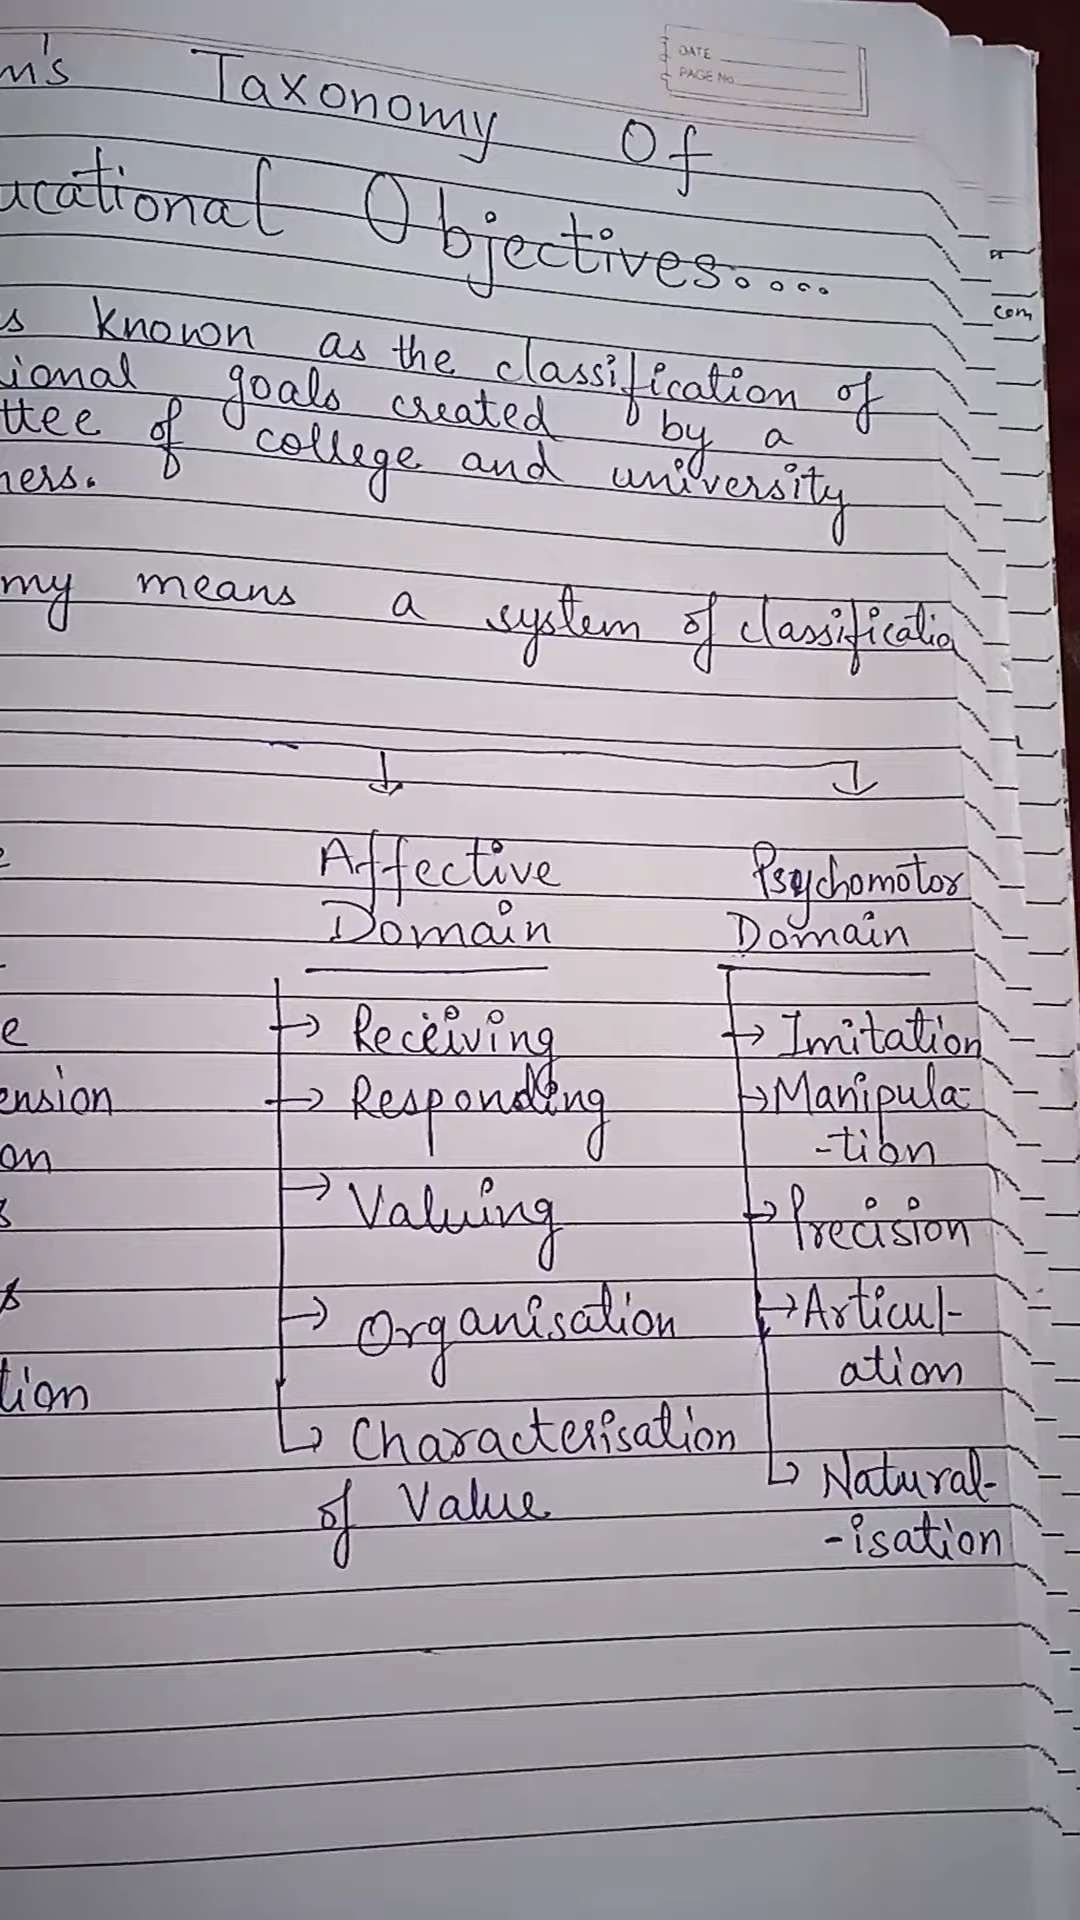 m's Taxonomy Of
DATE
PAGE No.
ucational Objectives....
s known as the classification of
ional goals created by a
ttee of college and university
hers.
my means a system of classificatio
Affective Domain
Receiving
Responding
Valuing
Organisation
Characterisation
of Value
Psychomotor
Domain
Imitation
Manipula-
-tion
Precision
Articul-
ation
Natural-
-isation
e
ension
on
tion
com